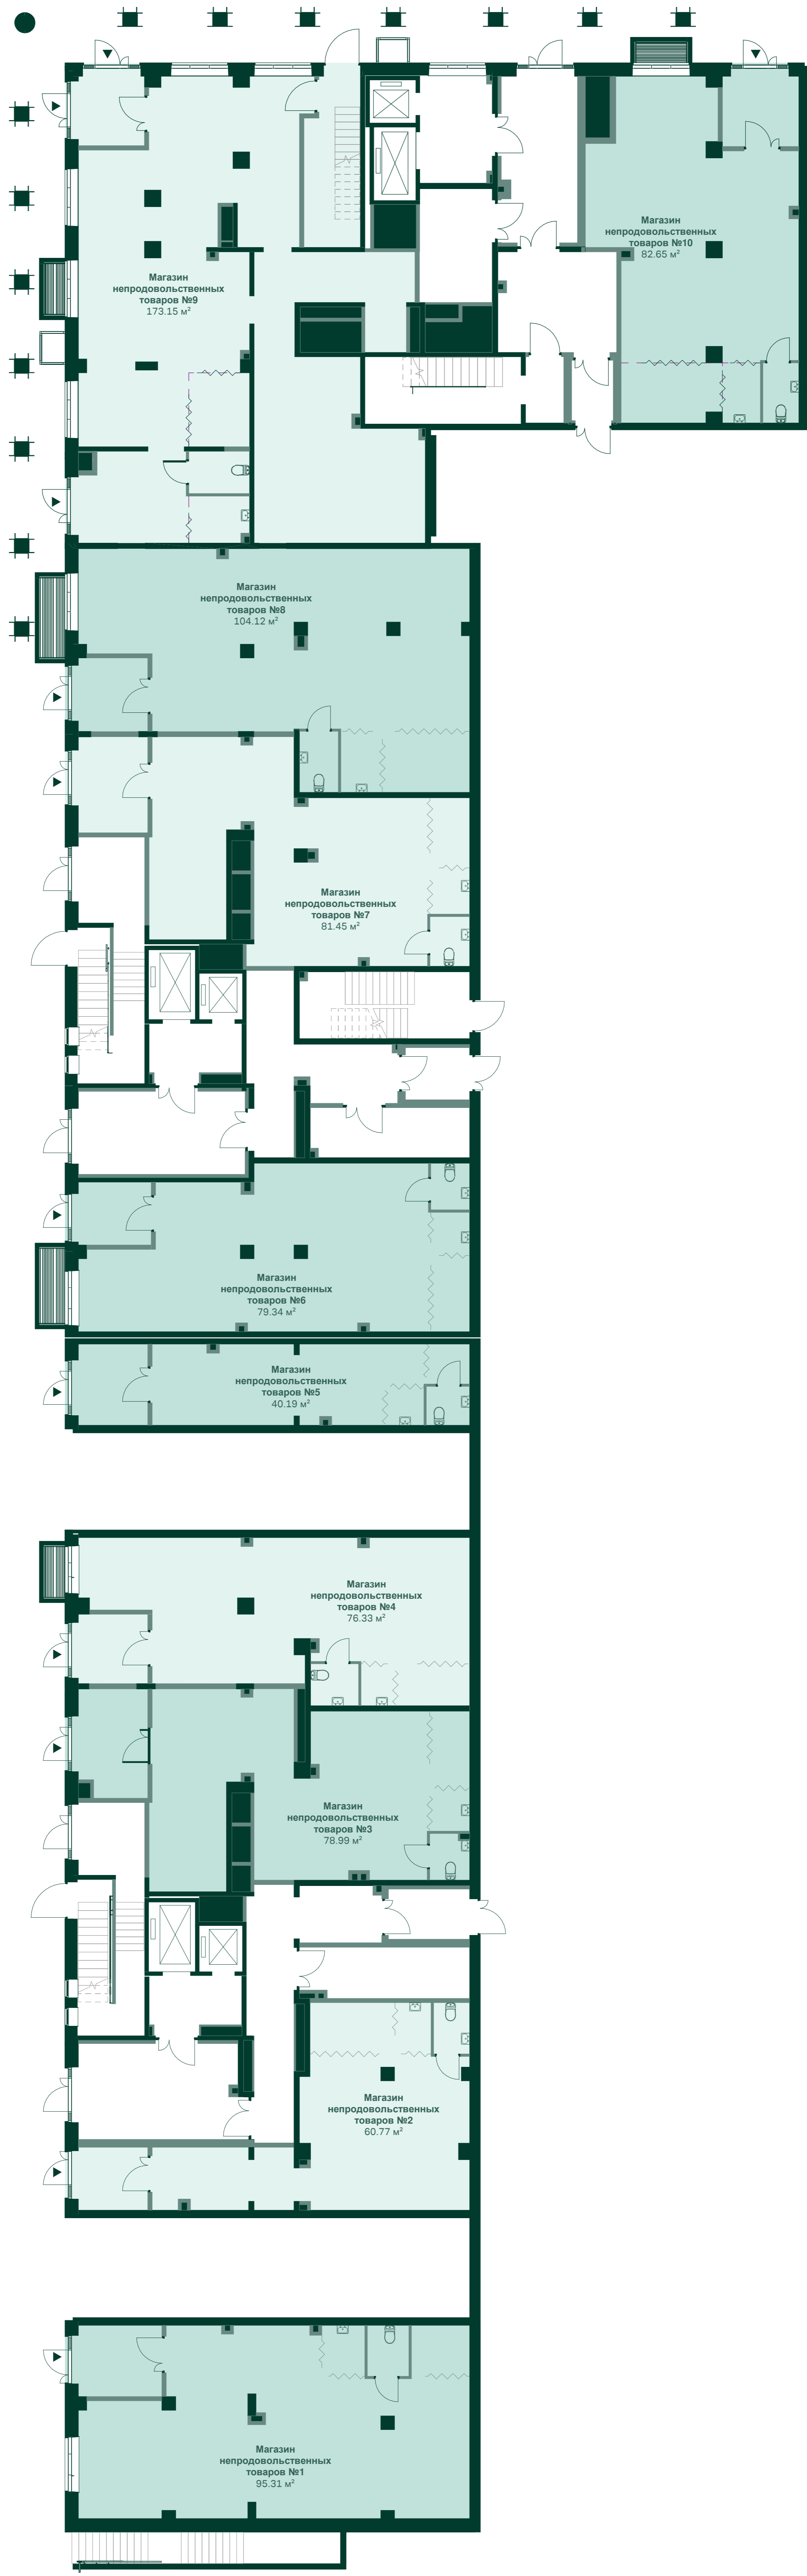 Магазин
непродовольственных
товаров №10
82.65 м²
Магазин
непродовольственных
товаров №9
173.15 м²
Магазин
непродовольственных
товаров №8
104.12 м²
Магазин
непродовольственных
товаров №7
81.45 м²
Магазин
непродовольственных
товаров №6
79.34 м²
Магазин
непродовольственных
товаров №5
40.19 м²
Магазин
непродовольственных
товаров №4
76.33 м²
Магазин
непродовольственных
товаров №3
78.99 м²
Магазин
непродовольственных
товаров №2
60.77 м²
Магазин
непродовольственных
товаров №1
95.31 м²